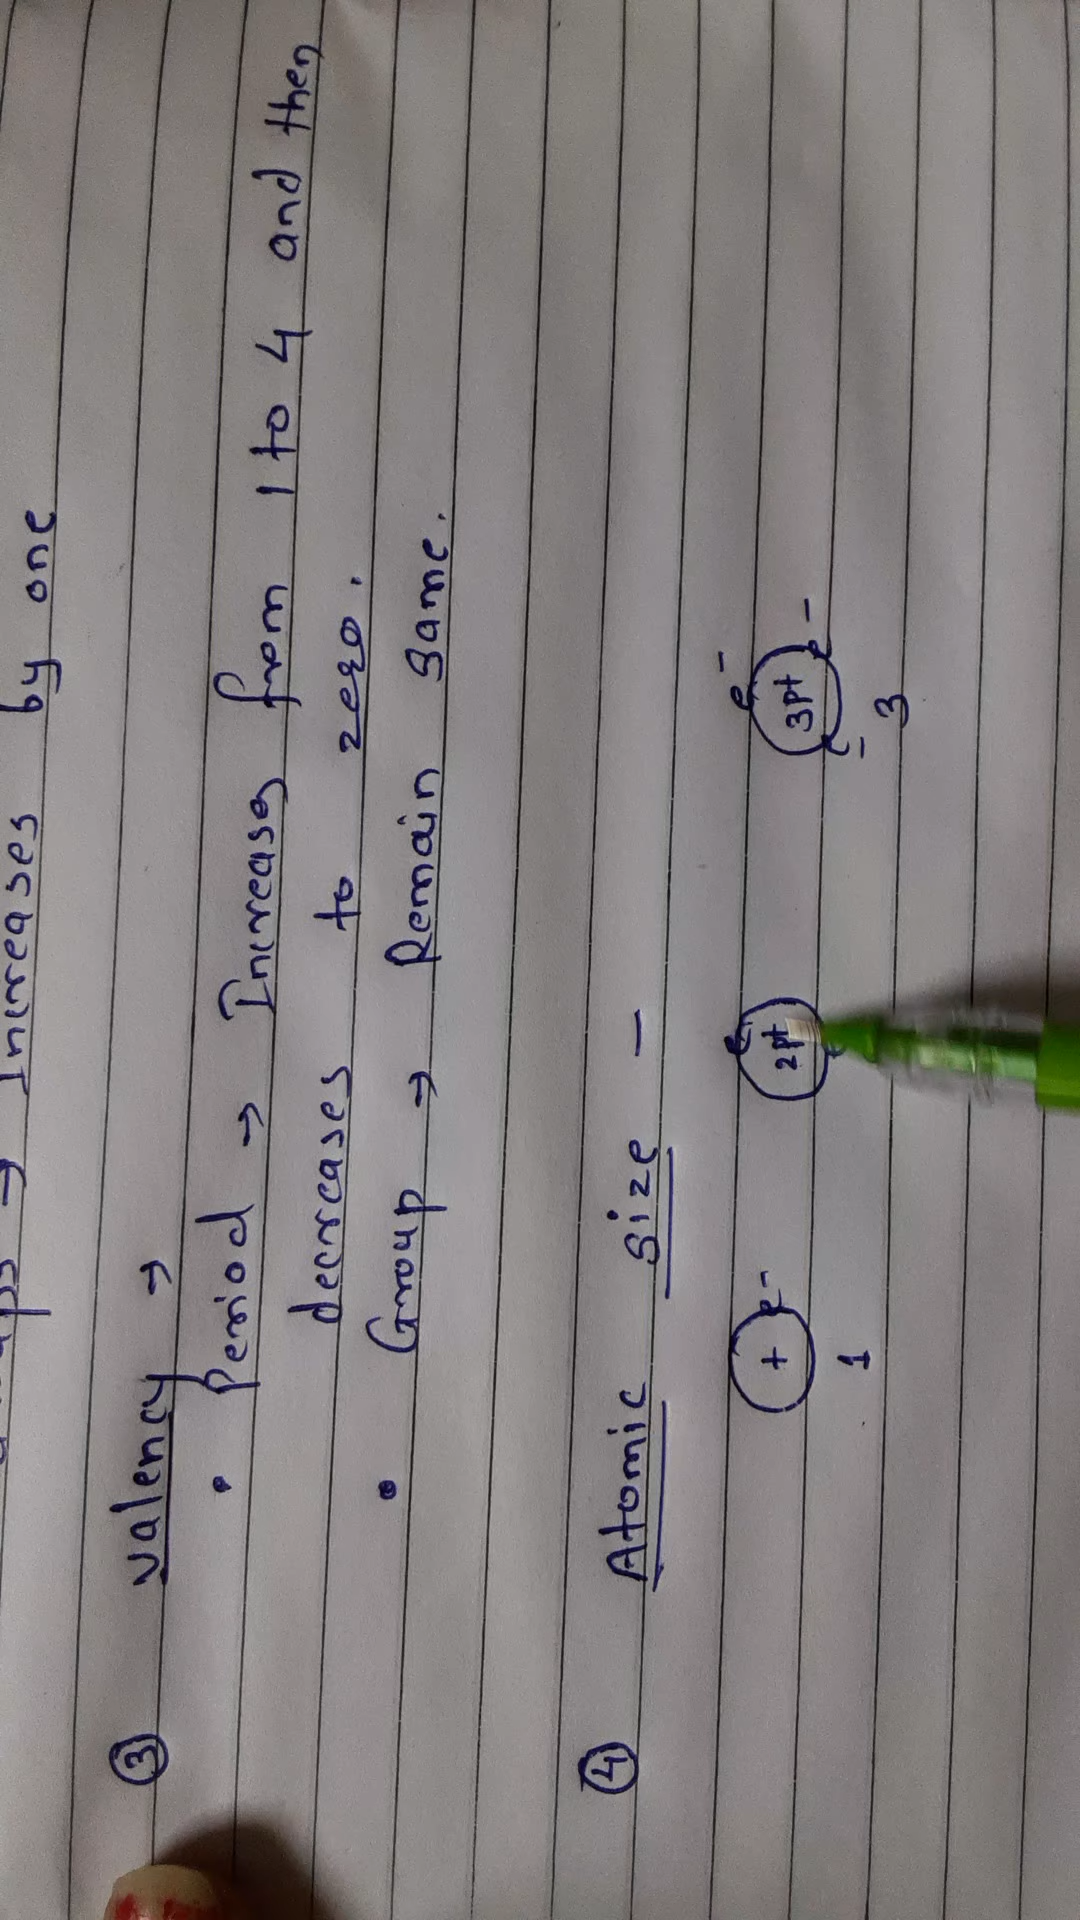 Increases by one
③ Valency →
• Period → Increases from 1 to 4 and then
decreases to zero.
• Group → Remain same.
④ Atomic size —
+ e- 2p+ e e- 3p+ e- e-
1 3